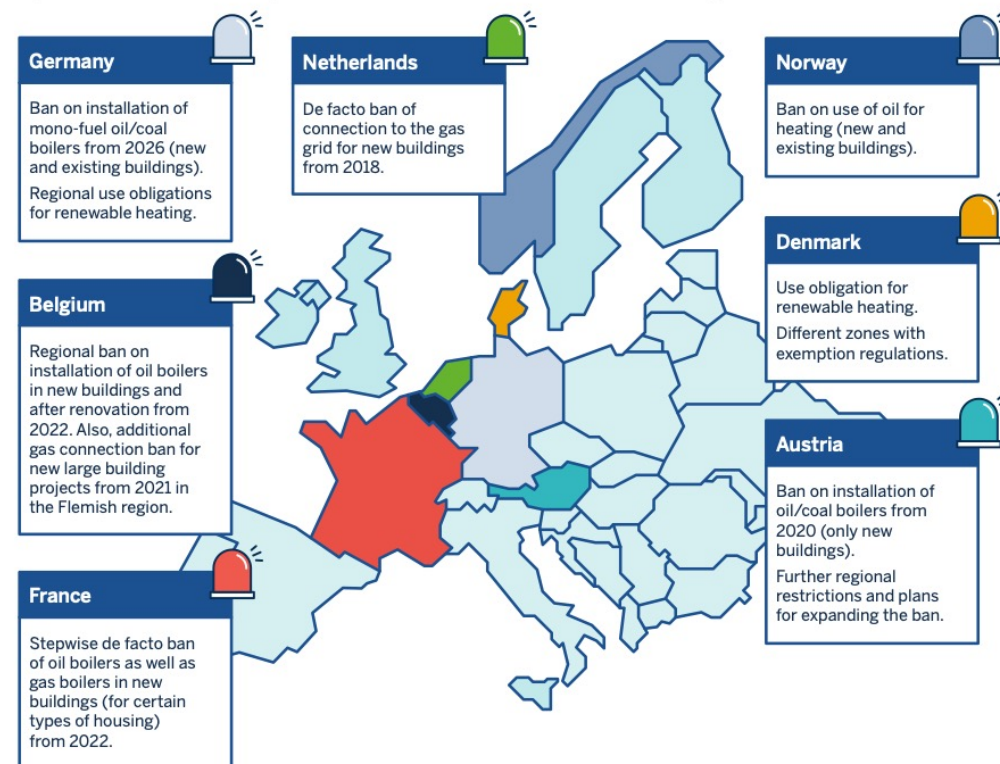 Germany
Ban on installation of
mono-fuel oil/coal
boilers from 2026 (new
and existing buildings).
Regional use obligations
for renewable heating.
Netherlands
De facto ban of
connection to the gas
grid for new buildings
from 2018.
Norway
Ban on use of oil for
heating (new and
existing buildings).
Belgium
Regional ban on
installation of oil boilers
in new buildings and
after renovation from
2022. Also, additional
gas connection ban for
new large building
projects from 2021 in
the Flemish region.
Denmark
Use obligation for
renewable heating.
Different zones with
exemption regulations.
France
Stepwise de facto ban
of oil boilers as well as
gas boilers in new
buildings (for certain
types of housing)
from 2022.
Austria
Ban on installation of
oil/coal boilers from
2020 (only new
buildings).
Further regional
restrictions and plans
for expanding the ban.